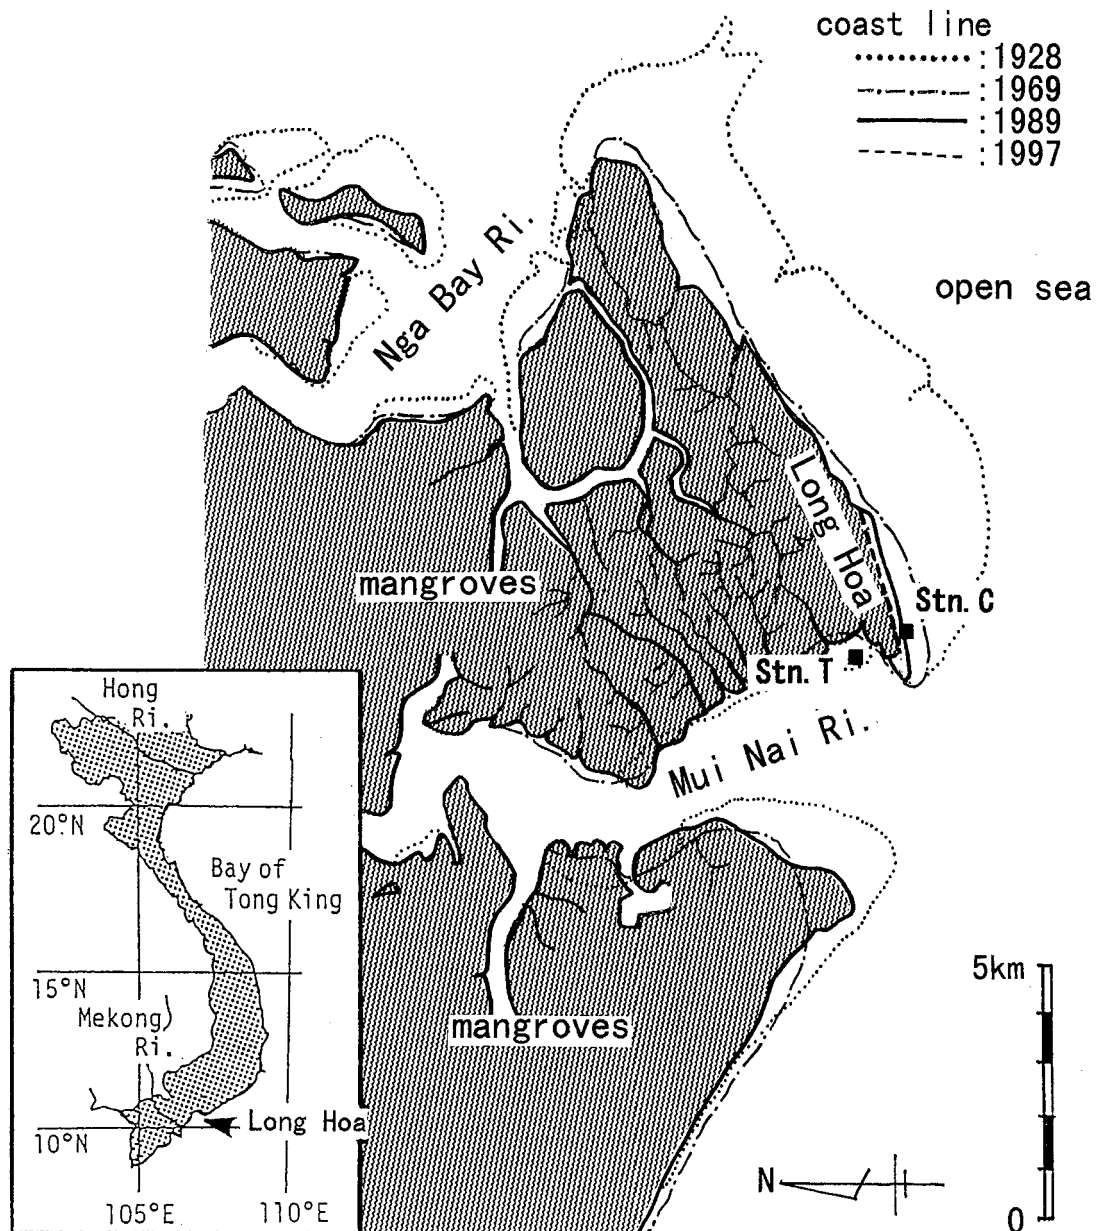 coast line
:1928
:1969
:1989
:1997
open sea
Nga Bay Ri.
Long Hoa
mangroves
Stn. C
Stn. T
Mui Nai Ri.
mangroves
5km
0
N
Hong
Ri.
20°N
Bay of
Tong King
15°N
Mekong
Ri.
Long Hoa
10°N
105°E
110°E